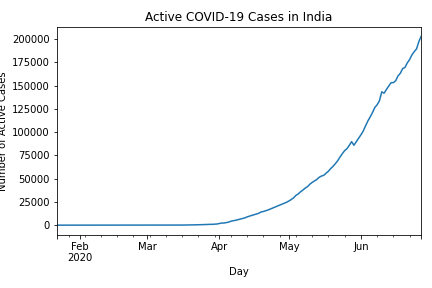 Active COVID-19 Cases in India
200000
175000
150000
125000
100000
75000
50000
25000
0
Number of Active Cases
Feb
2020
Mar
Apr
May
Jun
Day